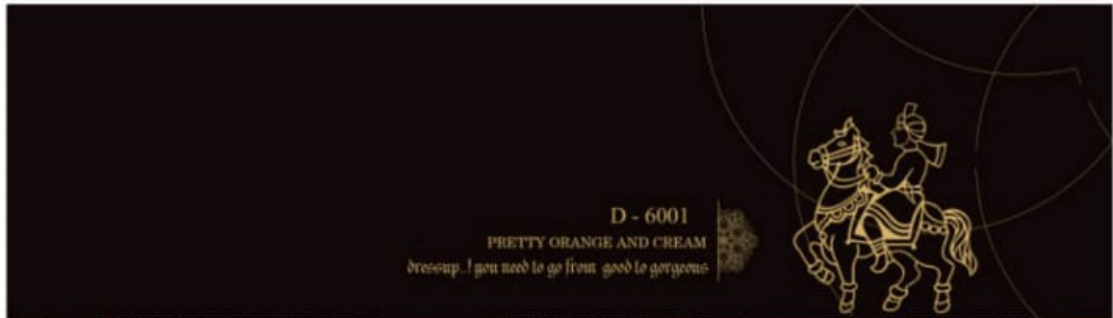 D - 6001
PRETTY ORANGE AND CREAM
dressup..! you need to go from good to gorgeous